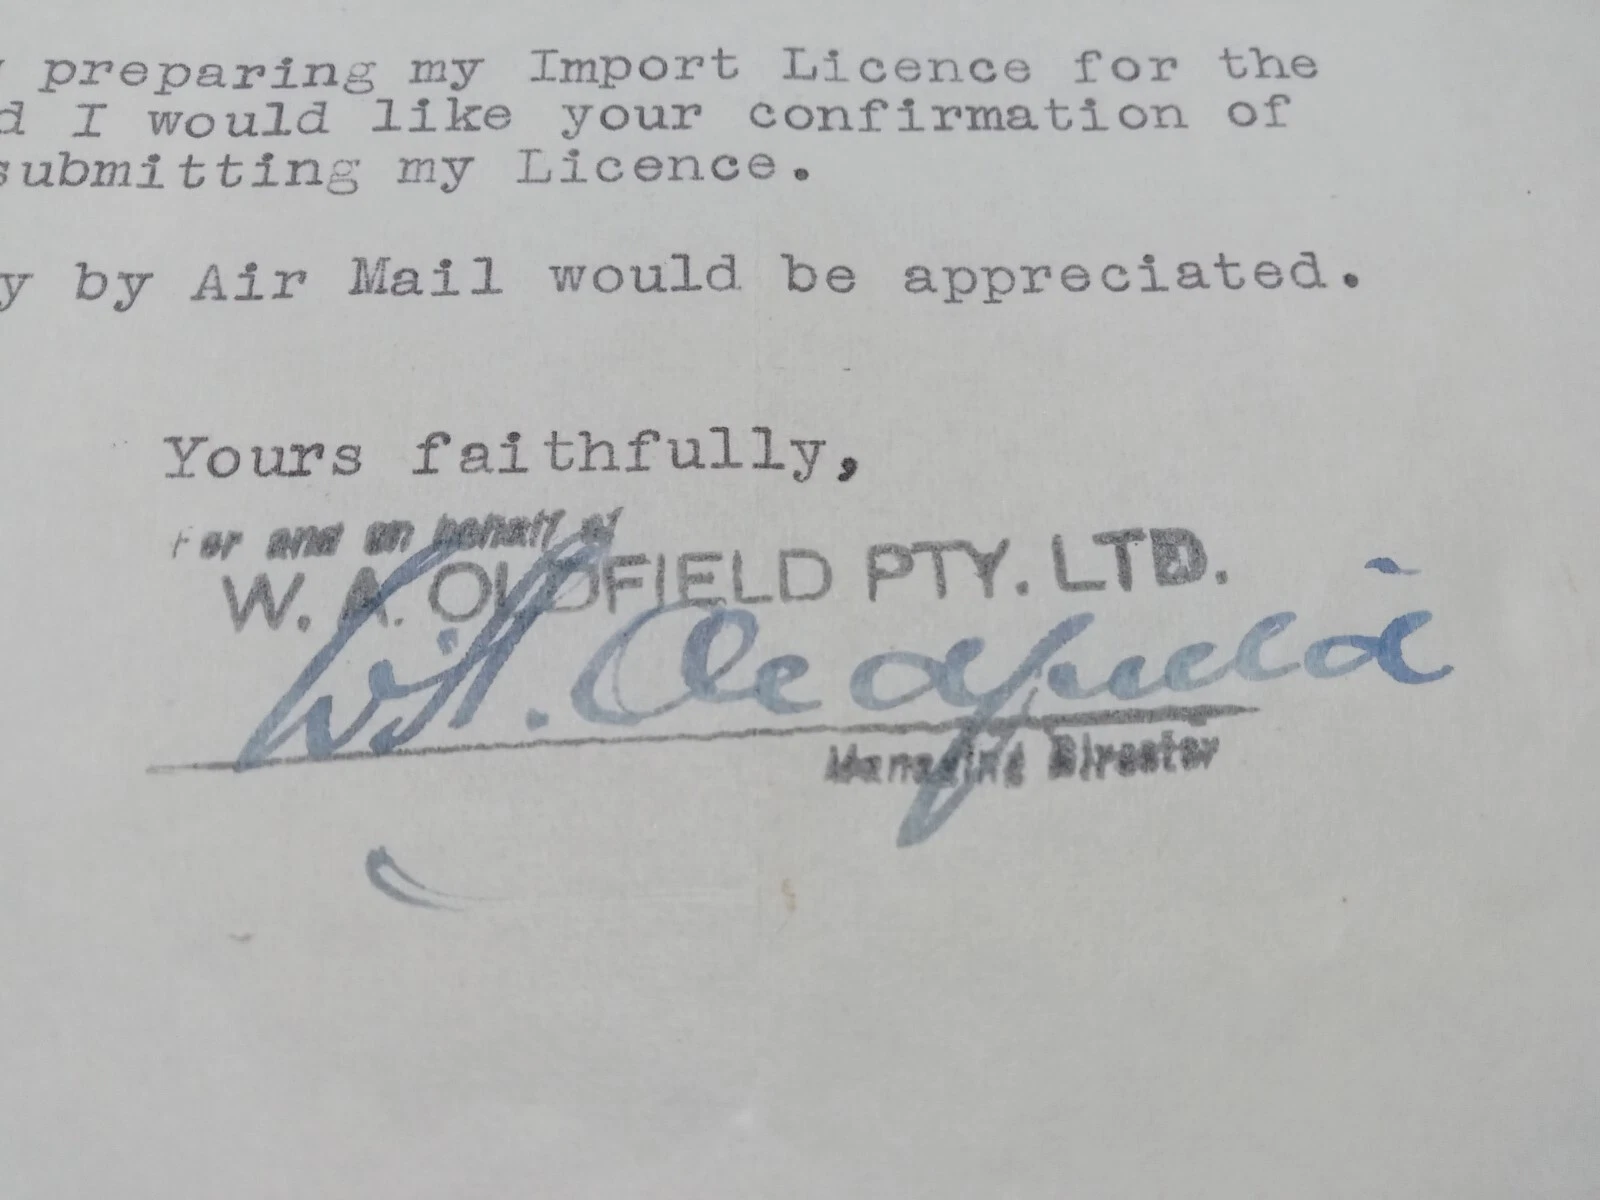 preparing my Import Licence for the
d I would like your confirmation of
submitting my Licence.
y by Air Mail would be appreciated.
Yours faithfully,
For and on behalf of
W. A. OLDFIELD PTY. LTD.
W.A. Oldfield
Managing Director